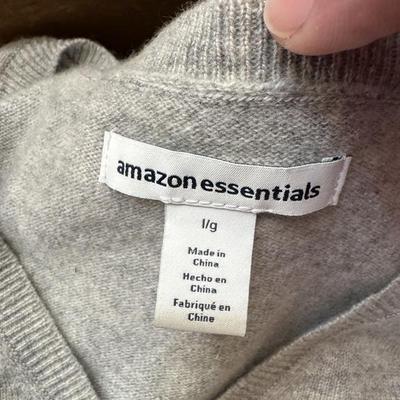 amazon essentials
l/g
Made in
China
Hecho en
China
Fabriqué en
Chine